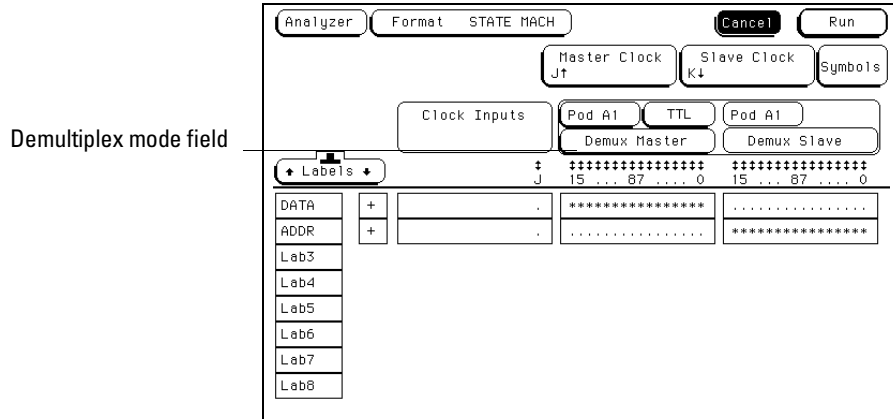 Analyzer Format STATE MACH Cancel Run
Master Clock Slave Clock Symbols
J↑ K↓
Clock Inputs Pod A1 TTL Pod A1
Demultiplex mode field Demux Master Demux Slave
↑ Labels ↓ ↕ ↕↕↕↕↕↕↕↕↕↕↕↕↕↕↕↕ ↕↕↕↕↕↕↕↕↕↕↕↕↕↕↕↕
J 15 ... 87 .... 0 15 ... 87 .... 0
DATA + . **************** ................
ADDR + . ................ ****************
Lab3
Lab4
Lab5
Lab6
Lab7
Lab8